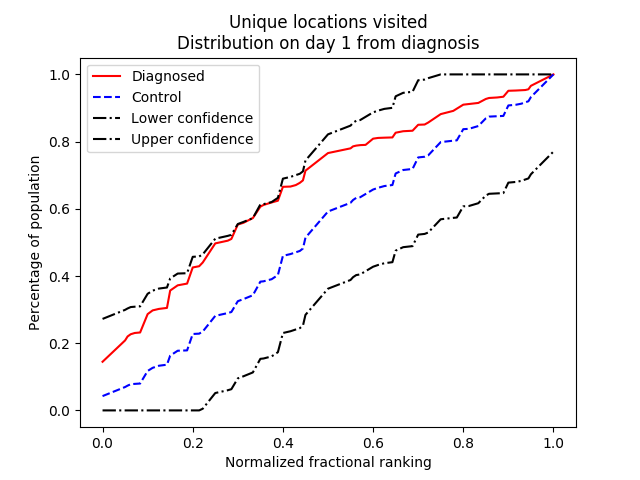 Unique locations visited
Distribution on day 1 from diagnosis
Diagnosed
Control
Lower confidence
Upper confidence
Percentage of population
1.0
0.8
0.6
0.4
0.2
0.0
0.0 0.2 0.4 0.6 0.8 1.0
Normalized fractional ranking